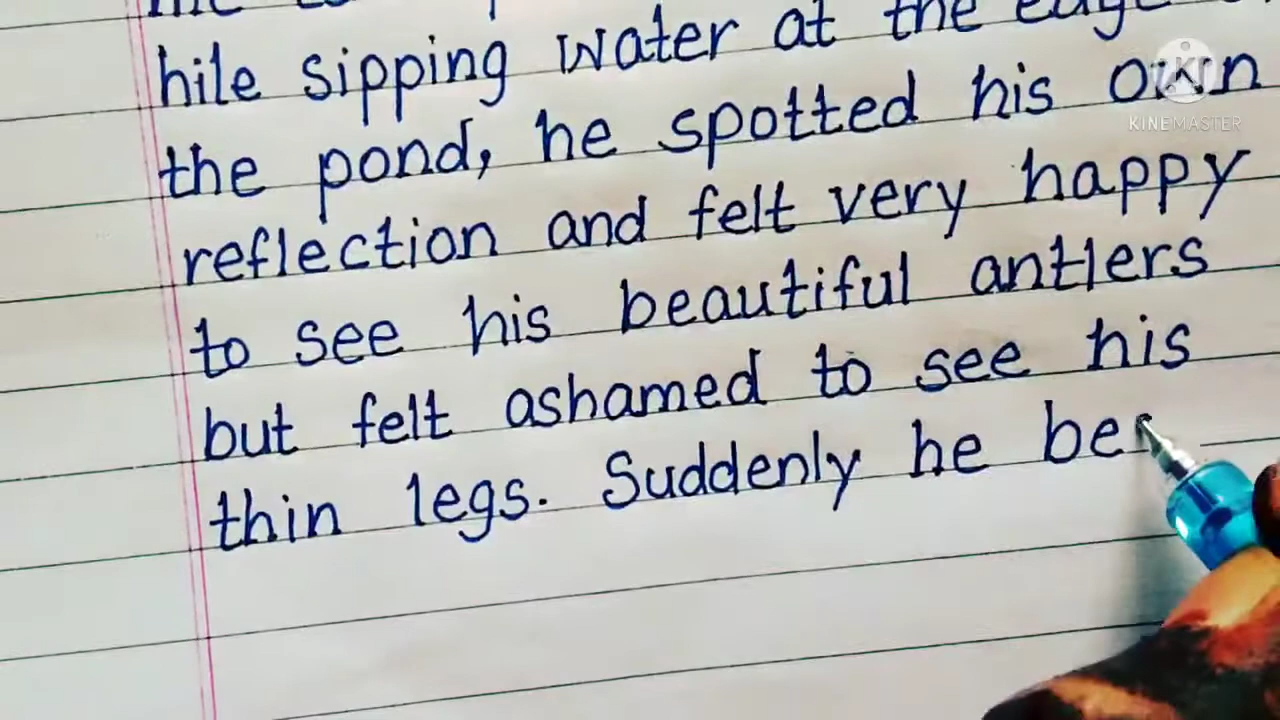 hile sipping water at the edge
the pond, he spotted his own
reflection and felt very happy
to see his beautiful antlers
but felt ashamed to see his
thin legs. Suddenly he be
KINEMASTER